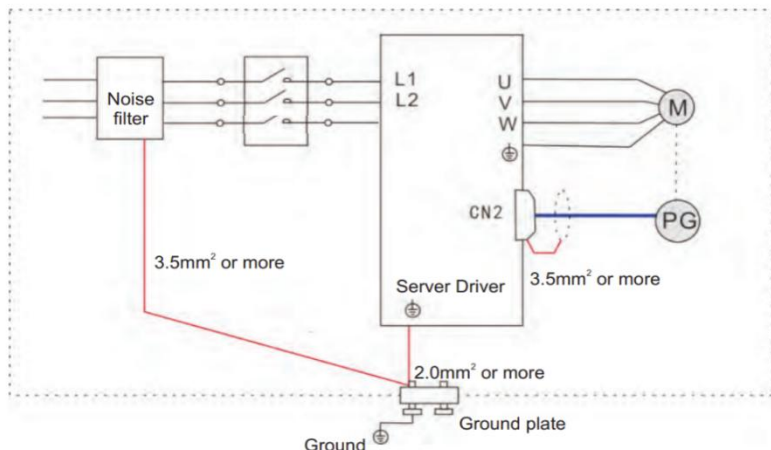 Noise
filter
L1
L2
U
V
W
M
CN2
PG
3.5mm² or more
3.5mm² or more
Server Driver
2.0mm² or more
Ground plate
Ground